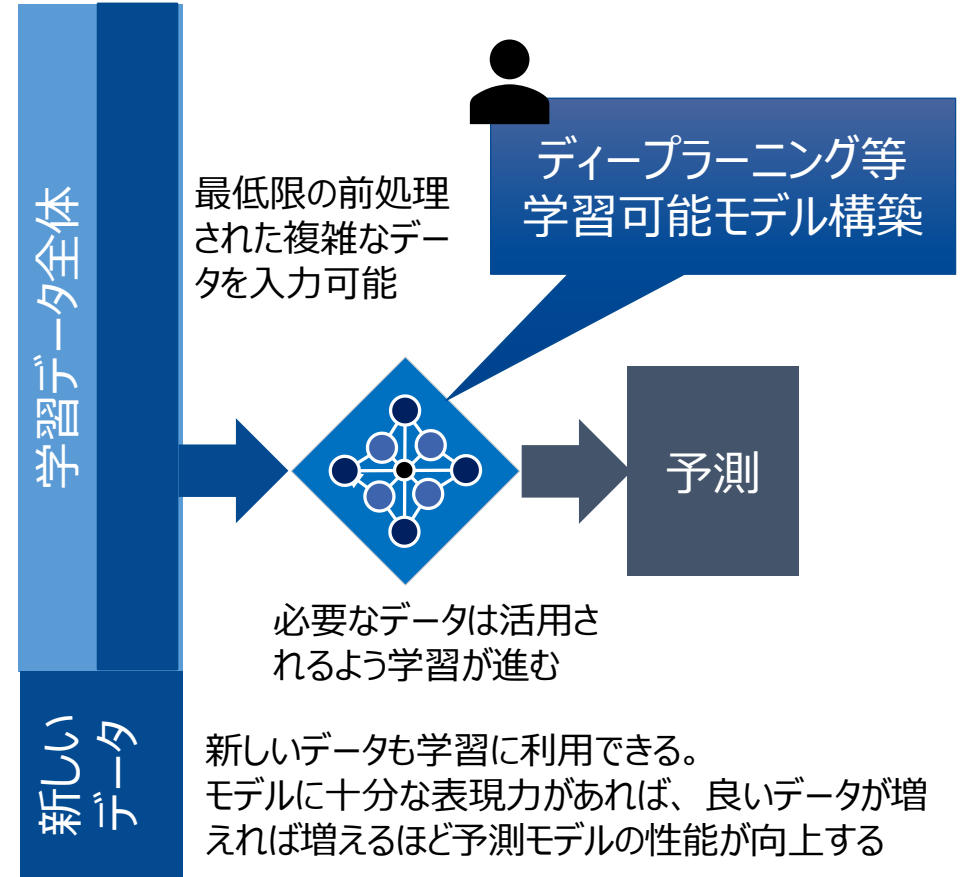 学習データ全体
最低限の前処理
された複雑なデー
タを入力可能
ディープラーニング等
学習可能モデル構築
予測
必要なデータは活用さ
れるよう学習が進む
新しい
データ
新しいデータも学習に利用できる。
モデルに十分な表現力があれば、良いデータが増
えれば増えるほど予測モデルの性能が向上する